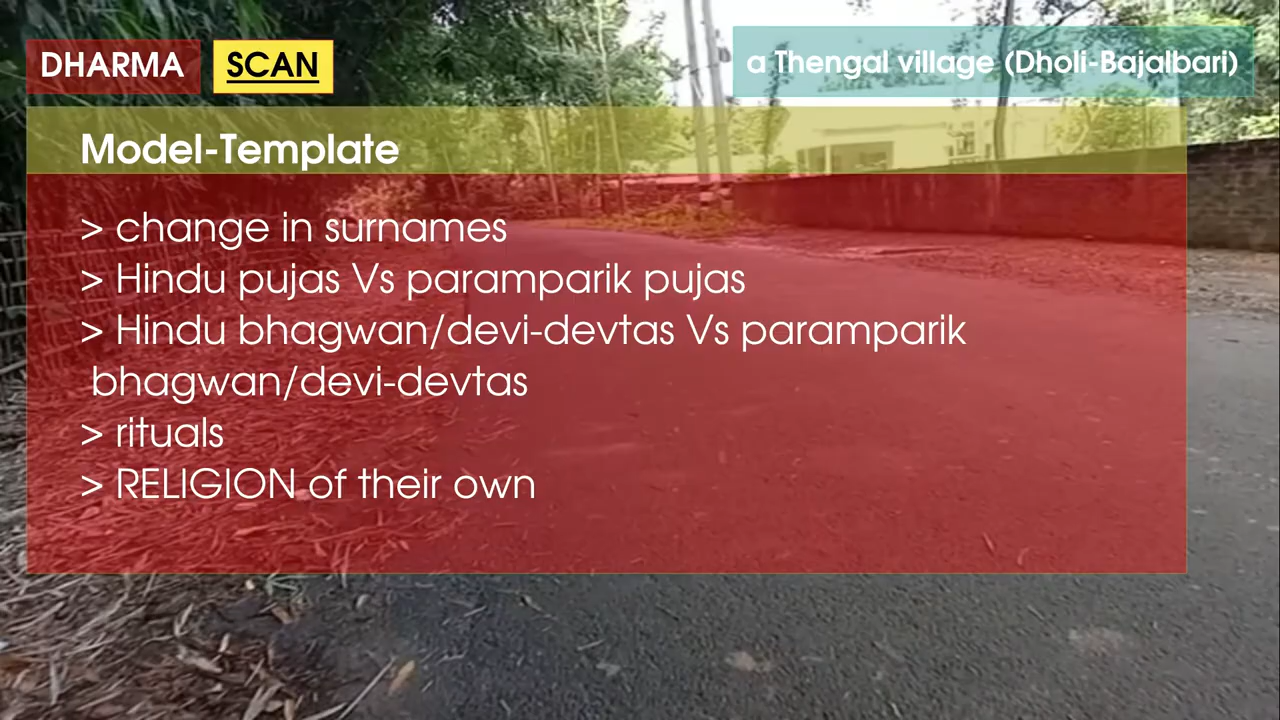 DHARMA SCAN
a Thengal village (Dholi-Bajalbari)
Model-Template
> change in surnames
> Hindu pujas Vs paramparik pujas
> Hindu bhagwan/devi-devtas Vs paramparik
bhagwan/devi-devtas
> rituals
> RELIGION of their own